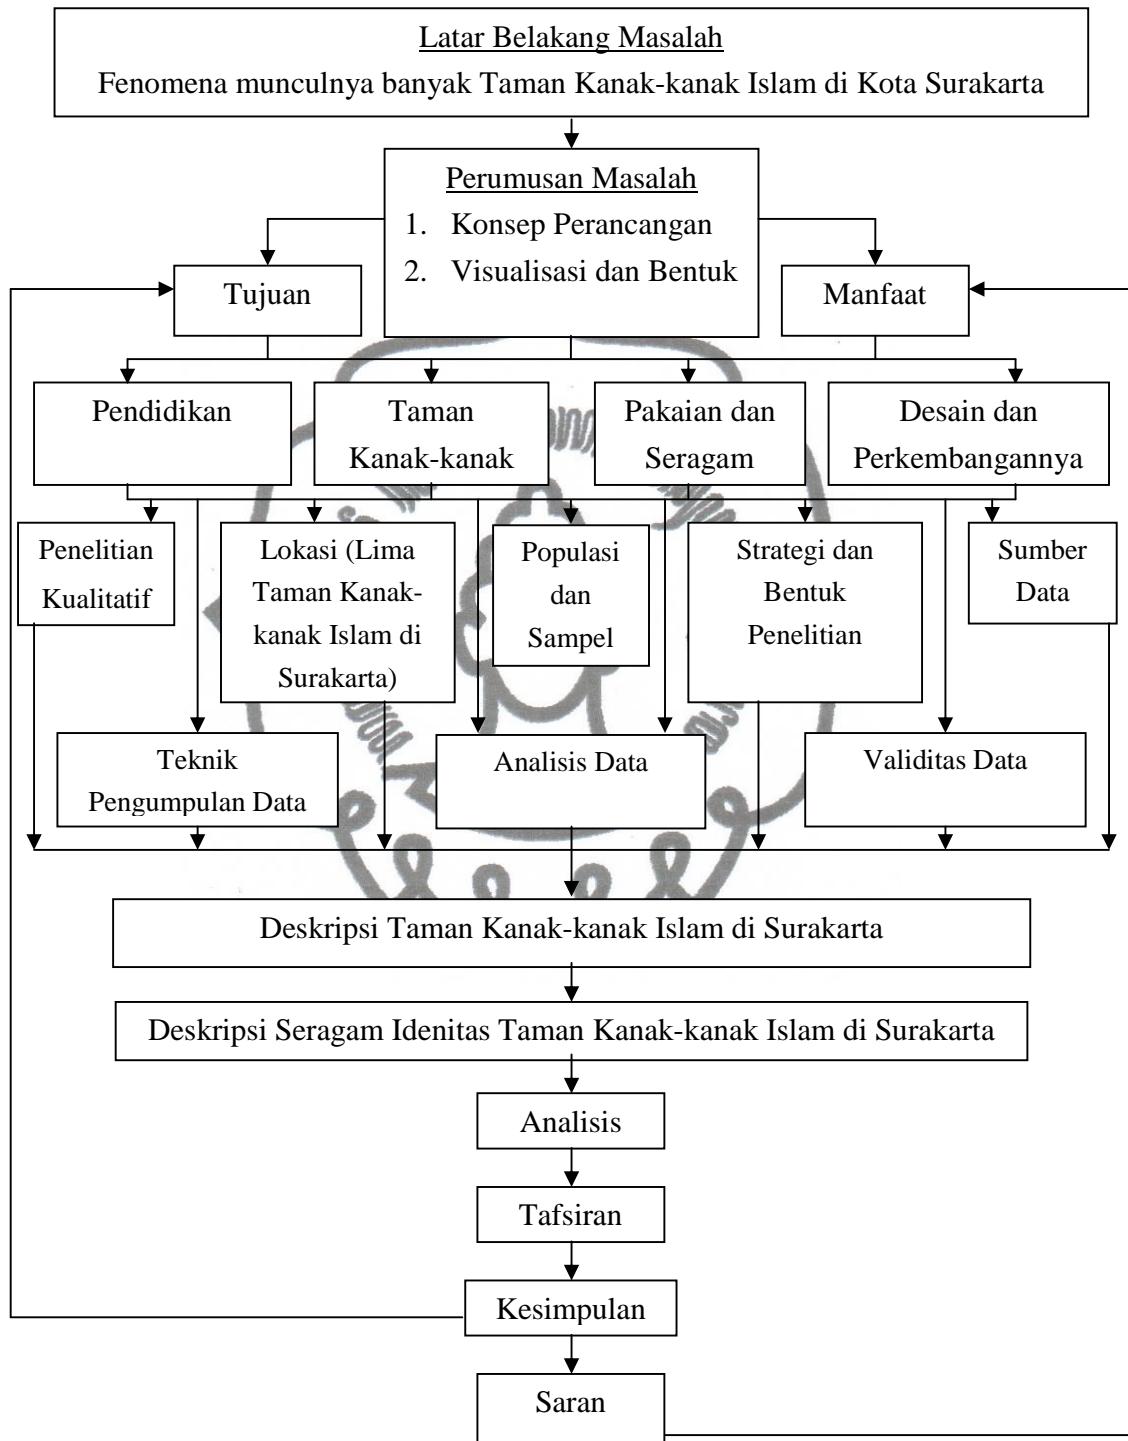 Latar Belakang Masalah
Fenomena munculnya banyak Taman Kanak-kanak Islam di Kota Surakarta
Perumusan Masalah
1. Konsep Perancangan
2. Visualisasi dan Bentuk
Tujuan
Manfaat
Pendidikan
Taman
Kanak-kanak
Pakaian dan
Seragam
Desain dan
Perkembangannya
Penelitian
Kualitatif
Lokasi (Lima
Taman Kanak-
kanak Islam di
Surakarta)
Populasi
dan
Sampel
Strategi dan
Bentuk
Penelitian
Sumber
Data
Teknik
Pengumpulan Data
Analisis Data
Validitas Data
Deskripsi Taman Kanak-kanak Islam di Surakarta
Deskripsi Seragam Idenitas Taman Kanak-kanak Islam di Surakarta
Analisis
Tafsiran
Kesimpulan
Saran